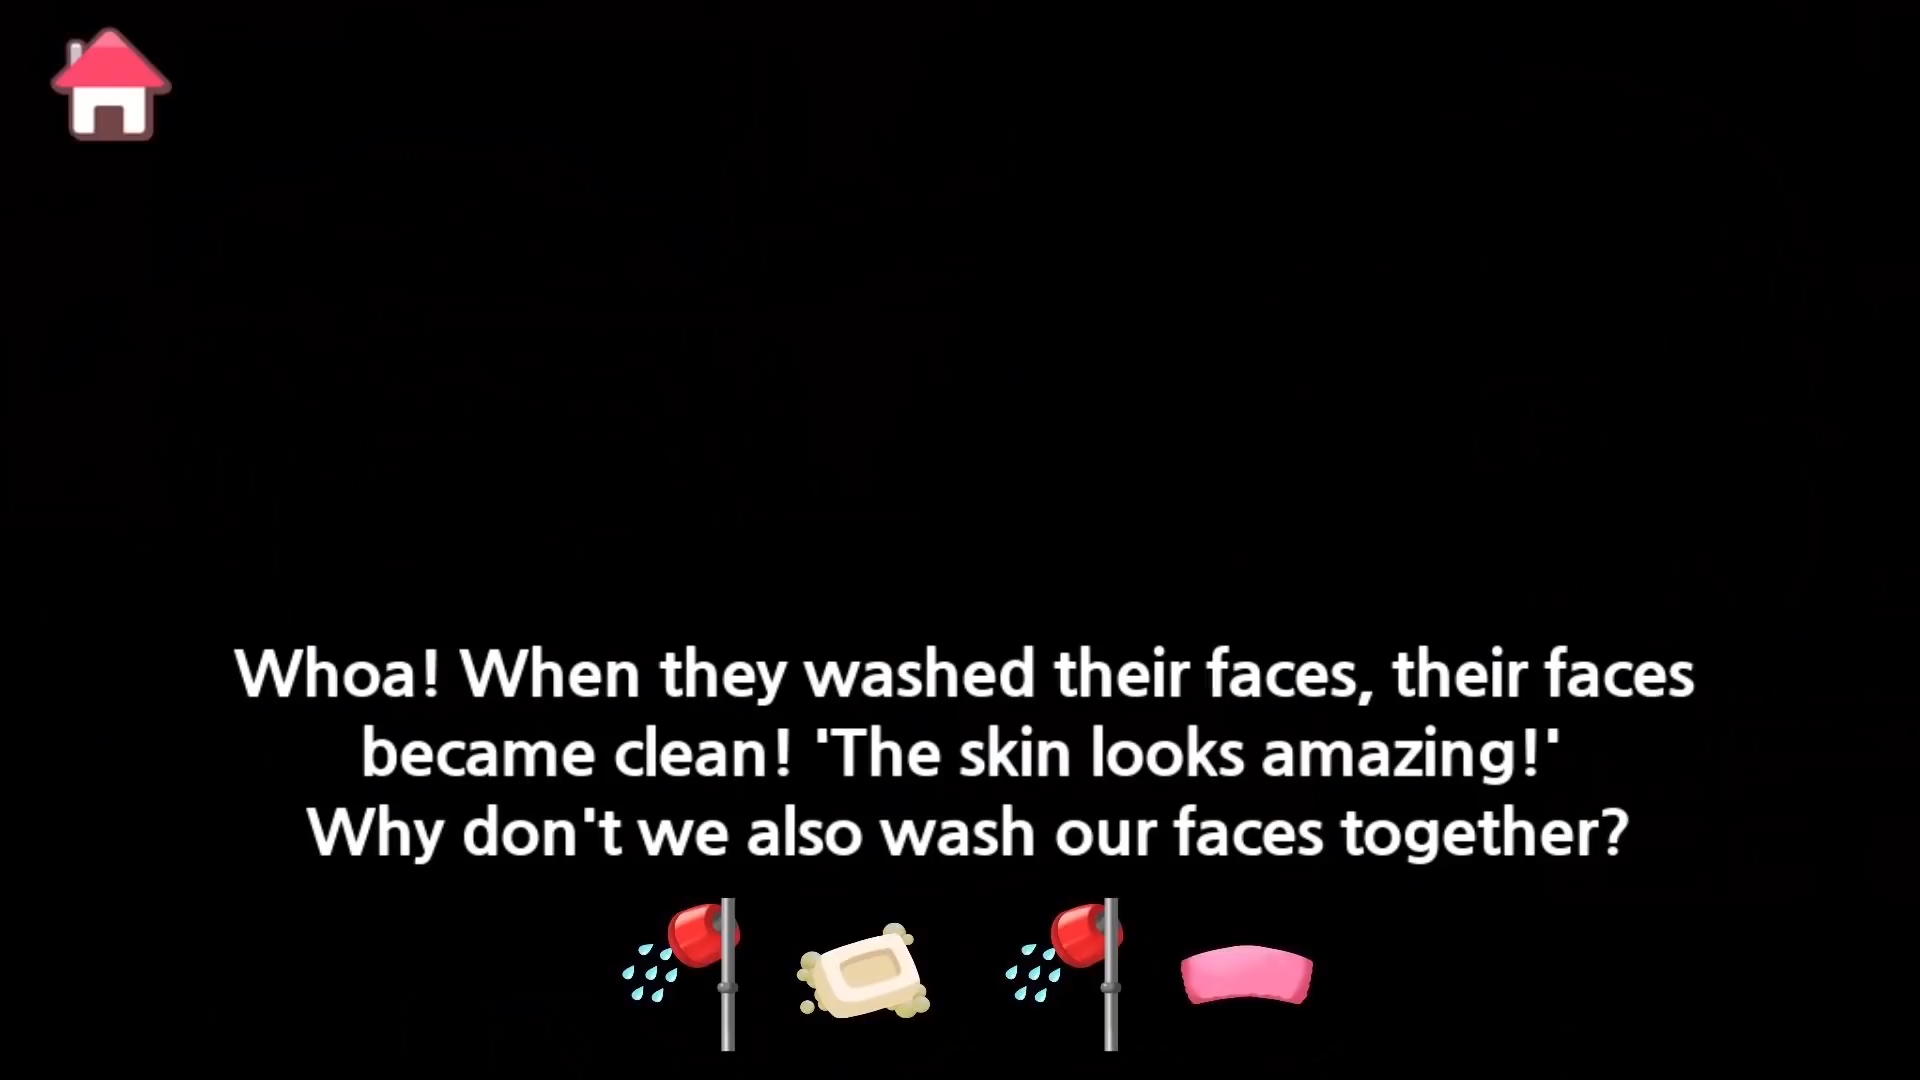 Whoa! When they washed their faces, their faces
became clean! 'The skin looks amazing!'
Why don't we also wash our faces together?